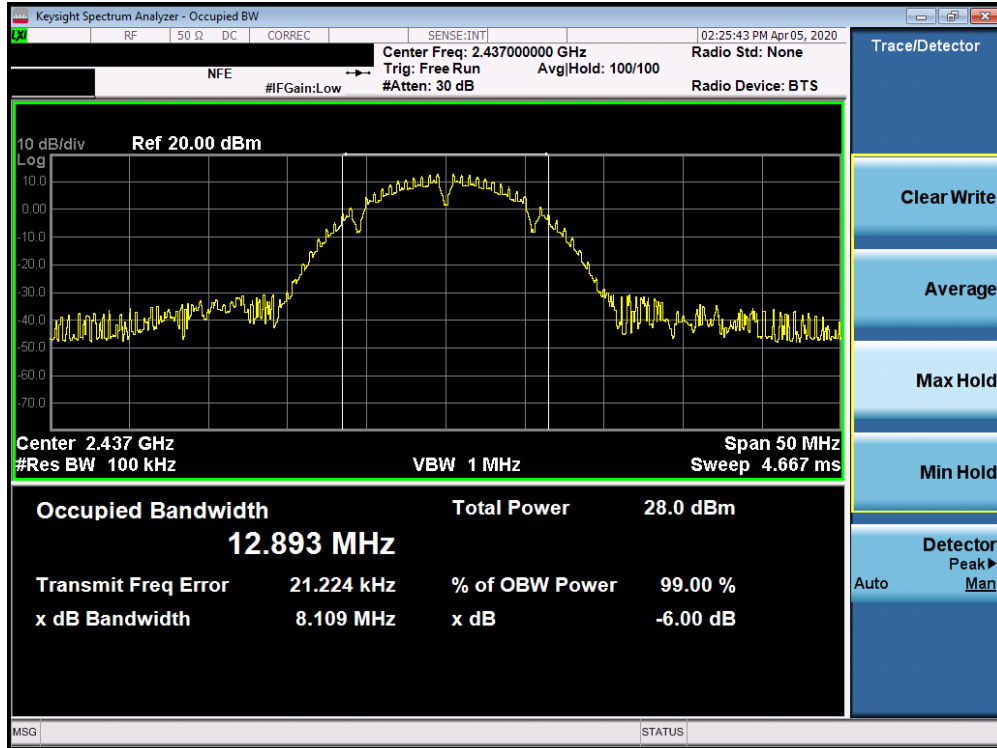 Keysight Spectrum Analyzer - Occupied BW
LXI RF 50 Ω DC CORREC SENSE:INT 02:25:43 PM Apr 05, 2020
Center Freq: 2.437000000 GHz Radio Std: None
NFE Trig: Free Run Avg|Hold: 100/100
#IFGain:Low #Atten: 30 dB Radio Device: BTS
Trace/Detector
10 dB/div Ref 20.00 dBm
Log
10.0
0.00
-10.0
-20.0
-30.0
-40.0
-50.0
-60.0
-70.0
Center 2.437 GHz Span 50 MHz
#Res BW 100 kHz VBW 1 MHz Sweep 4.667 ms
Occupied Bandwidth Total Power 28.0 dBm
12.893 MHz
Transmit Freq Error 21.224 kHz % of OBW Power 99.00 %
x dB Bandwidth 8.109 MHz x dB -6.00 dB
Clear Write
Average
Max Hold
Min Hold
Detector
Peak▶
Auto Man
MSG STATUS